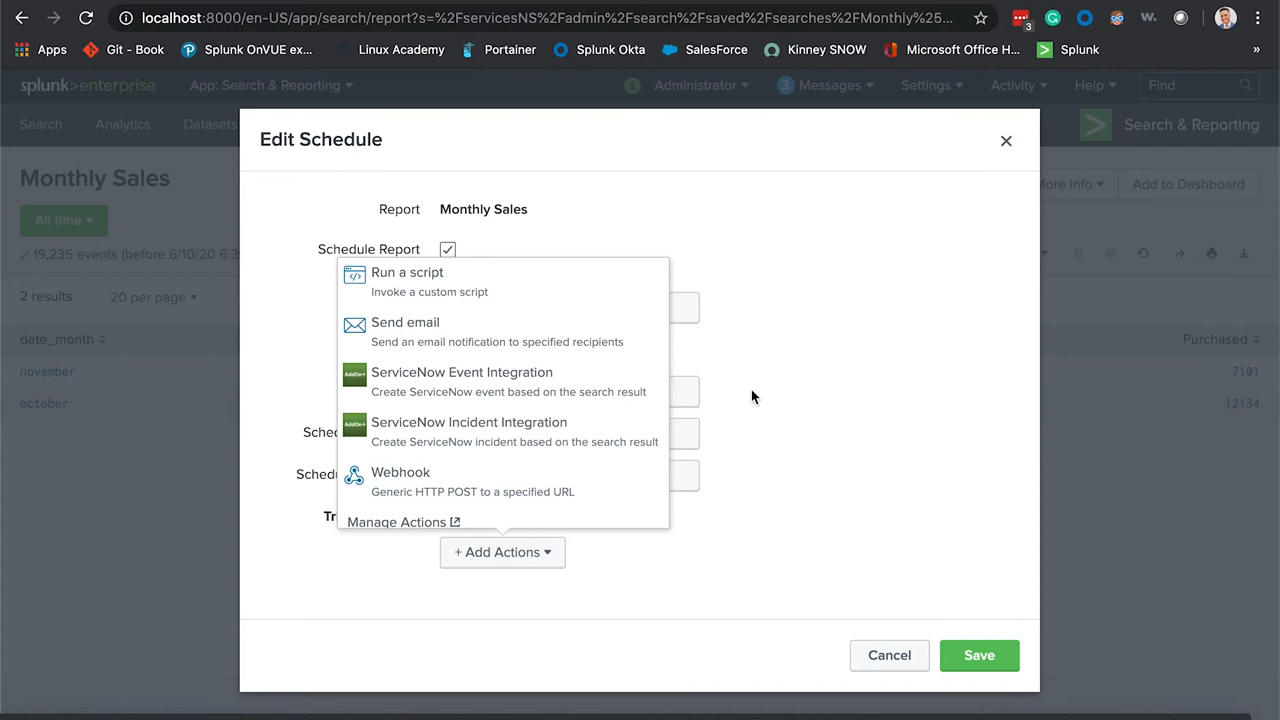 localhost:8000/en-US/app/search/report?s=%2FservicesNS%2Fadmin%2Fsearch%2Fsaved%2Fsearches%2FMonthly%25...
3
Apps Git - Book Splunk OnVUE ex... Linux Academy Portainer Splunk Okta SalesForce Kinney SNOW Microsoft Office H... Splunk »
splunk>enterprise App: Search & Reporting Administrator 3 Messages Settings Activity Help Find
Search Analytics Datasets Search & Reporting
Edit Schedule
Monthly Sales More Info Add to Dashboard
Report Monthly Sales
All time
Schedule Report
19,235 events (before 6/10/20 6:3
Run a script
Invoke a custom script
2 results 20 per page
Send email
Send an email notification to specified recipients
date_month Purchased
ServiceNow Event Integration
november 7101
Create ServiceNow event based on the search result
october 12134
ServiceNow Incident Integration
Sched
Create ServiceNow incident based on the search result
Webhook
Schedu
Generic HTTP POST to a specified URL
Tr
Manage Actions
+ Add Actions
Cancel Save